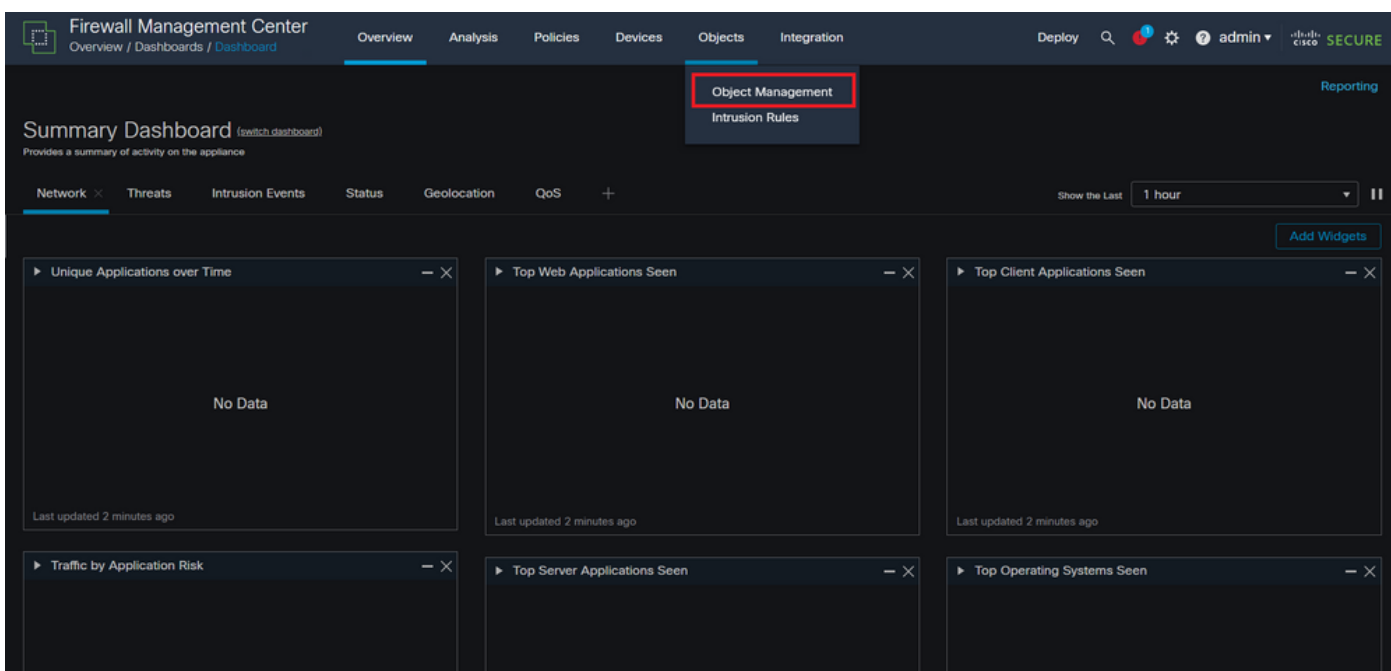 Firewall Management Center
Overview / Dashboards / Dashboard
Overview Analysis Policies Devices Objects Integration
Deploy 1 ? admin cisco SECURE
Object Management
Intrusion Rules
Reporting
Summary Dashboard (switch dashboard)
Provides a summary of activity on the appliance
Network × Threats Intrusion Events Status Geolocation QoS +
Show the Last 1 hour
Add Widgets
Unique Applications over Time
Top Web Applications Seen
Top Client Applications Seen
No Data
No Data
No Data
Last updated 2 minutes ago
Last updated 2 minutes ago
Last updated 2 minutes ago
Traffic by Application Risk
Top Server Applications Seen
Top Operating Systems Seen